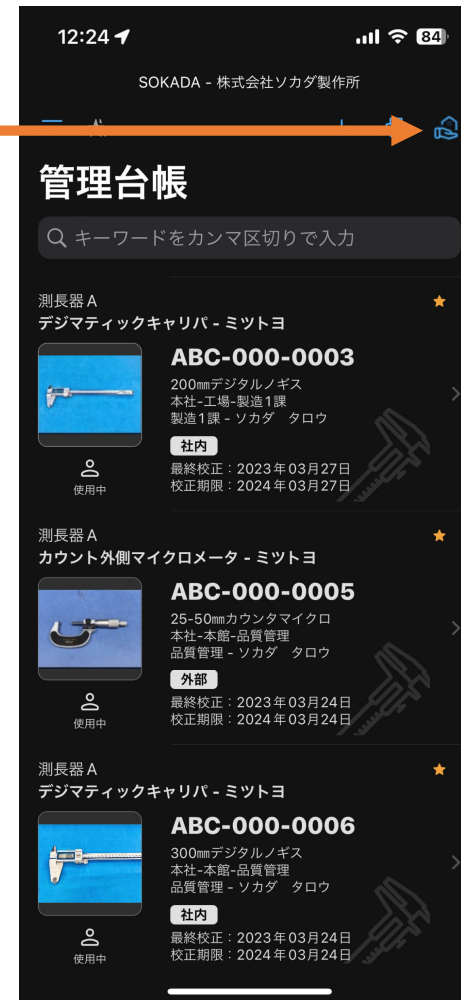 12:24
84
SOKADA - 株式会社ソカダ製作所
管理台帳
キーワードをカンマ区切りで入力
測長器A
デジマティックキャリパ - ミツトヨ
ABC-000-0003
200㎜デジタルノギス
本社-工場-製造1課
製造1課 - ソカダ　タロウ
社内
使用中
最終校正：2023年03月27日
校正期限：2024年03月27日
測長器A
カウント外側マイクロメータ - ミツトヨ
ABC-000-0005
25-50㎜カウンタマイクロ
本社-本館-品質管理
品質管理 - ソカダ　タロウ
外部
使用中
最終校正：2023年03月24日
校正期限：2024年03月24日
測長器A
デジマティックキャリパ - ミツトヨ
ABC-000-0006
300㎜デジタルノギス
本社-本館-品質管理
品質管理 - ソカダ　タロウ
社内
使用中
最終校正：2023年03月24日
校正期限：2024年03月24日